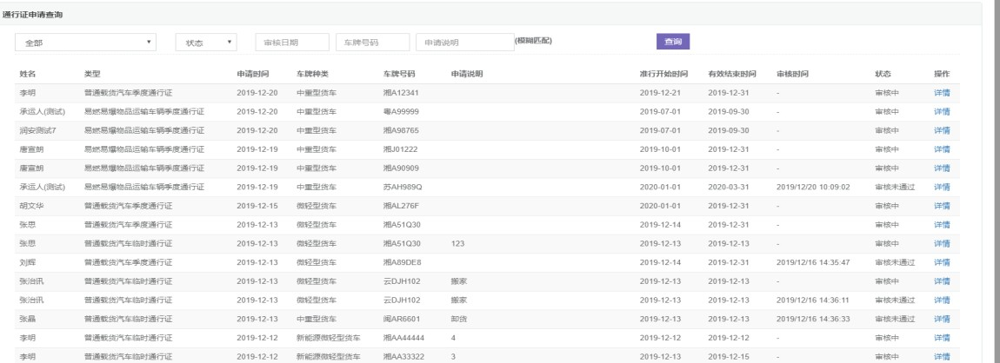 通行证申请查询
全部 状态 审核日期 车牌号码 申请说明 (模糊匹配) 查询
姓名 类型 申请时间 车牌种类 车牌号码 申请说明 准行开始时间 有效结束时间 审核时间 状态 操作
李明 普通载货汽车季度通行证 2019-12-20 中重型货车 湘A12341 2019-12-21 2019-12-31 - 审核中 详情
承运人(测试) 易燃易爆物品运输车辆季度通行证 2019-12-20 中重型货车 粤A99999 2019-07-01 2019-09-30 - 审核中 详情
润安测试7 易燃易爆物品运输车辆季度通行证 2019-12-20 中重型货车 湘A98765 2019-07-01 2019-09-30 - 审核中 详情
唐宣朗 易燃易爆物品运输车辆季度通行证 2019-12-19 中重型货车 湘J01222 2019-10-01 2019-12-31 - 审核中 详情
唐宣朗 易燃易爆物品运输车辆季度通行证 2019-12-19 中重型货车 湘A90909 2019-10-01 2019-12-31 - 审核中 详情
承运人(测试) 易燃易爆物品运输车辆季度通行证 2019-12-19 中重型货车 苏AH989Q 2020-01-01 2020-03-31 2019/12/20 10:09:02 审核未通过 详情
胡文华 普通载货汽车季度通行证 2019-12-15 微轻型货车 湘AL276F 2020-01-01 2019-12-31 - 审核中 详情
张思 普通载货汽车季度通行证 2019-12-13 微轻型货车 湘A51Q30 2019-12-14 2019-12-31 - 审核中 详情
张思 普通载货汽车临时通行证 2019-12-13 微轻型货车 湘A51Q30 123 2019-12-13 2019-12-13 - 审核中 详情
刘辉 普通载货汽车季度通行证 2019-12-13 微轻型货车 湘A89DE8 2019-12-14 2019-12-31 2019/12/16 14:35:47 审核未通过 详情
张治讯 普通载货汽车临时通行证 2019-12-13 微轻型货车 云DJH102 搬家 2019-12-13 2019-12-13 - 审核中 详情
张治讯 普通载货汽车临时通行证 2019-12-13 微轻型货车 云DJH102 搬家 2019-12-13 2019-12-13 2019/12/16 14:36:11 审核未通过 详情
张晶 普通载货汽车临时通行证 2019-12-13 中重型货车 闽AR6601 卸货 2019-12-13 2019-12-13 2019/12/16 14:36:33 审核未通过 详情
李明 普通载货汽车临时通行证 2019-12-12 新能源微轻型货车 湘AA44444 4 2019-12-12 2019-12-12 - 审核中 详情
李明 普通载货汽车临时通行证 2019-12-12 新能源微轻型货车 湘AA33322 3 2019-12-13 2019-12-15 - 审核中 详情